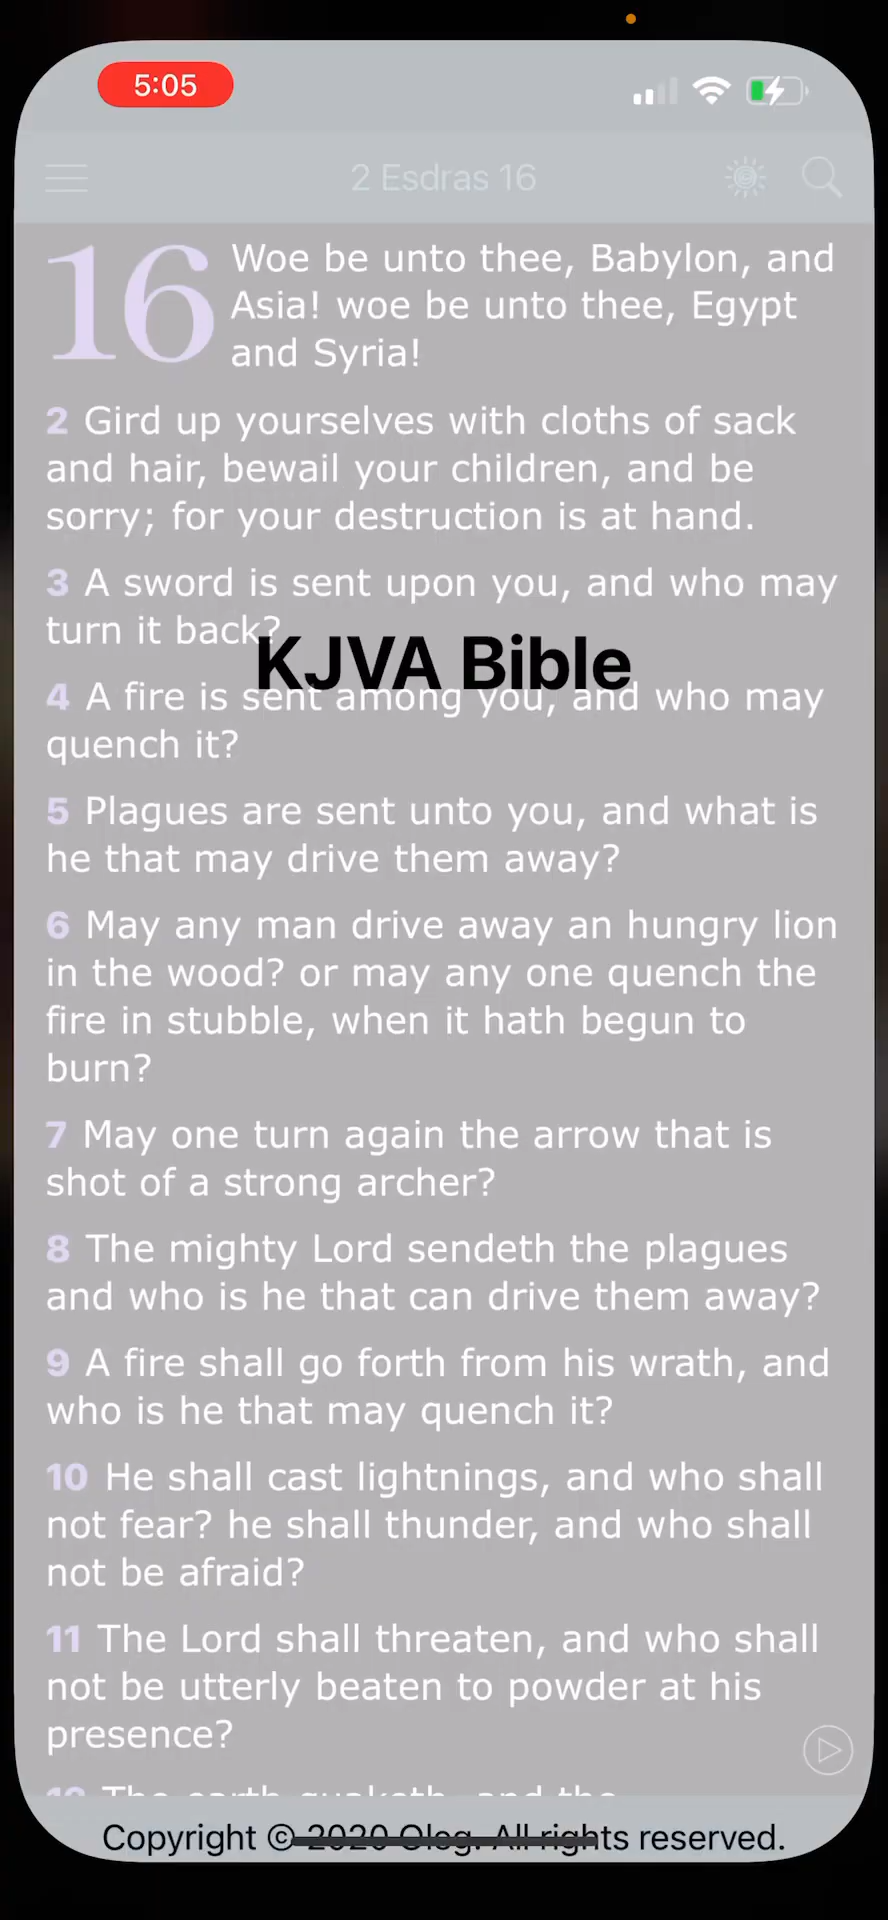 5:05
2 Esdras 16
16 Woe be unto thee, Babylon, and
Asia! woe be unto thee, Egypt
and Syria!
2 Gird up yourselves with cloths of sack
and hair, bewail your children, and be
sorry; for your destruction is at hand.
3 A sword is sent upon you, and who may
turn it back?
KJVA Bible
4 A fire is sent among you, and who may
quench it?
5 Plagues are sent unto you, and what is
he that may drive them away?
6 May any man drive away an hungry lion
in the wood? or may any one quench the
fire in stubble, when it hath begun to
burn?
7 May one turn again the arrow that is
shot of a strong archer?
8 The mighty Lord sendeth the plagues
and who is he that can drive them away?
9 A fire shall go forth from his wrath, and
who is he that may quench it?
10 He shall cast lightnings, and who shall
not fear? he shall thunder, and who shall
not be afraid?
11 The Lord shall threaten, and who shall
not be utterly beaten to powder at his
presence?
12 The earth quaketh, and the
Copyright © 2020 Olog. All rights reserved.